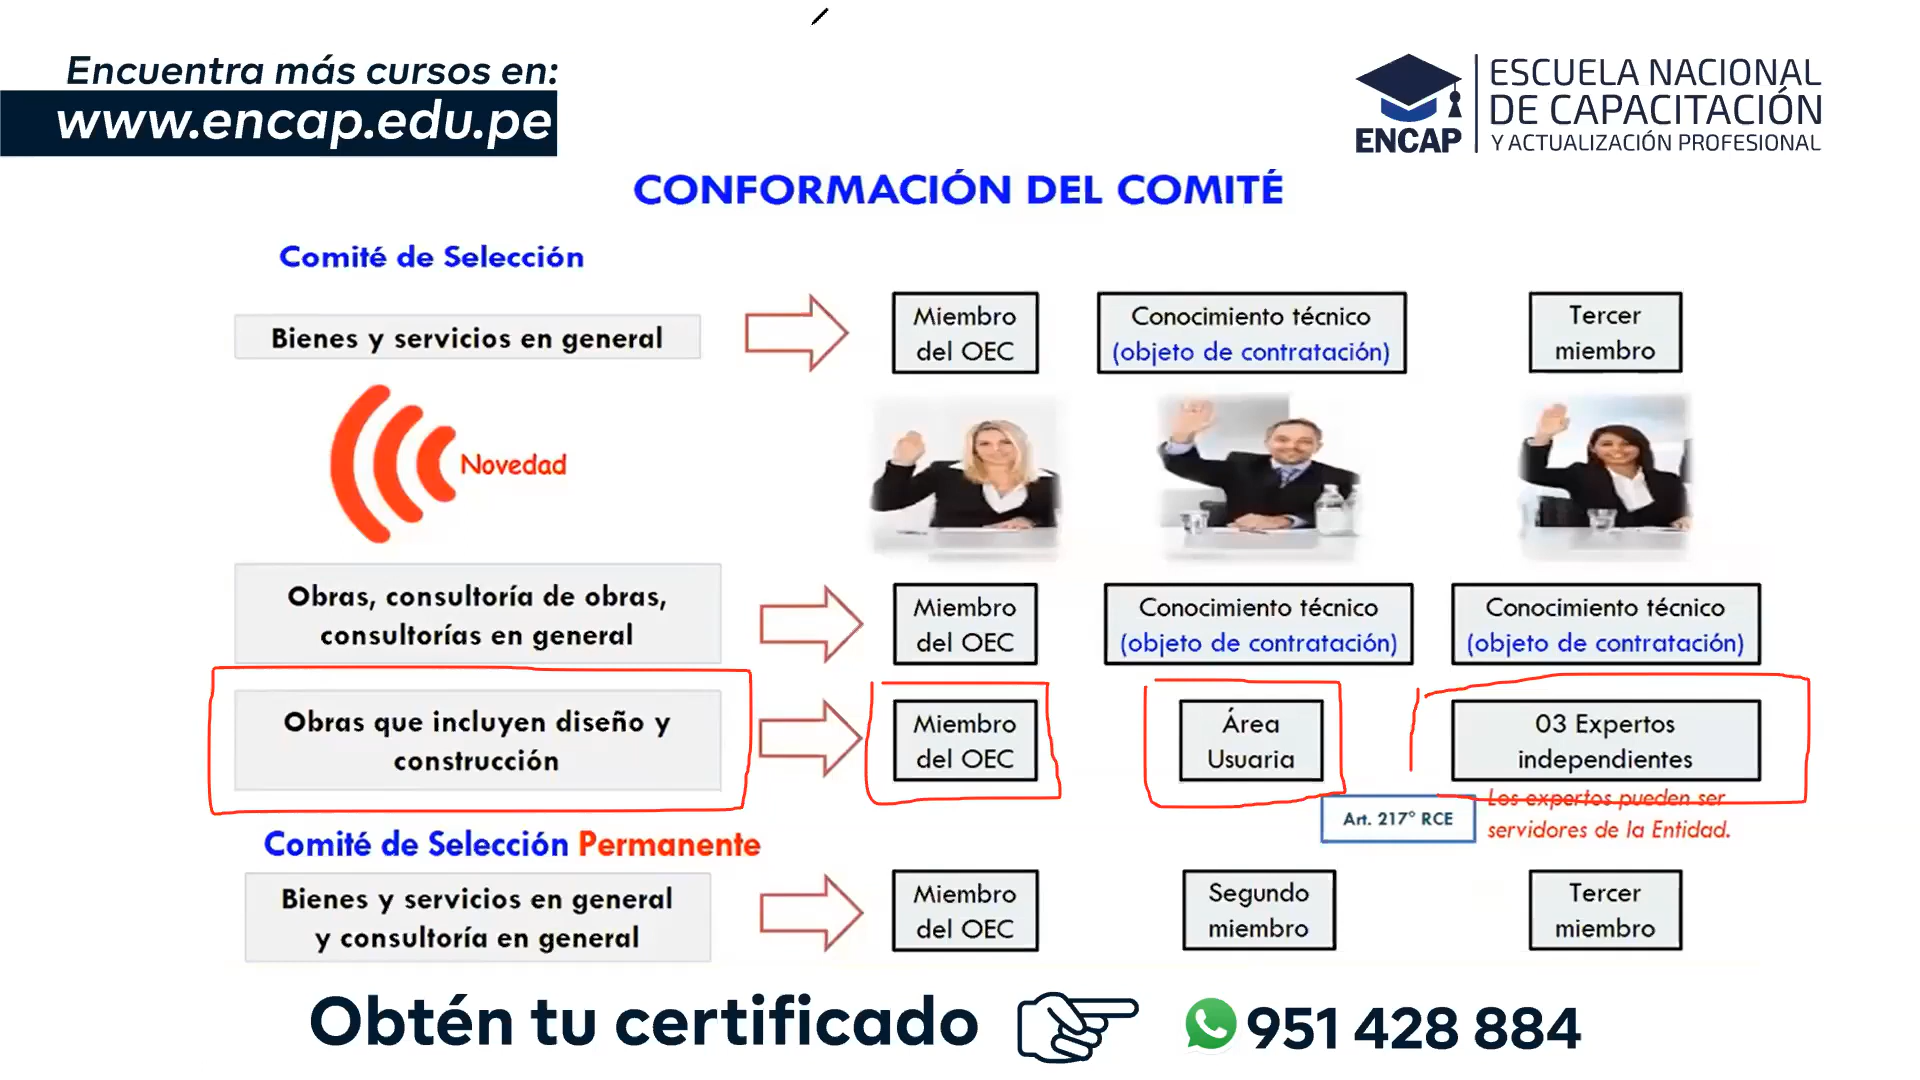 Encuentra más cursos en:
www.encap.edu.pe
ENCAP
ESCUELA NACIONAL
DE CAPACITACIÓN
Y ACTUALIZACIÓN PROFESIONAL
CONFORMACIÓN DEL COMITÉ
Comité de Selección
Bienes y servicios en general
Miembro
del OEC
Conocimiento técnico
(objeto de contratación)
Tercer
miembro
Novedad
Obras, consultoría de obras,
consultorías en general
Miembro
del OEC
Conocimiento técnico
(objeto de contratación)
Conocimiento técnico
(objeto de contratación)
Obras que incluyen diseño y
construcción
Miembro
del OEC
Área
Usuaria
03 Expertos
independientes
Art. 217° RCE
Los expertos pueden ser
servidores de la Entidad.
Comité de Selección Permanente
Bienes y servicios en general
y consultoría en general
Miembro
del OEC
Segundo
miembro
Tercer
miembro
Obtén tu certificado
951 428 884